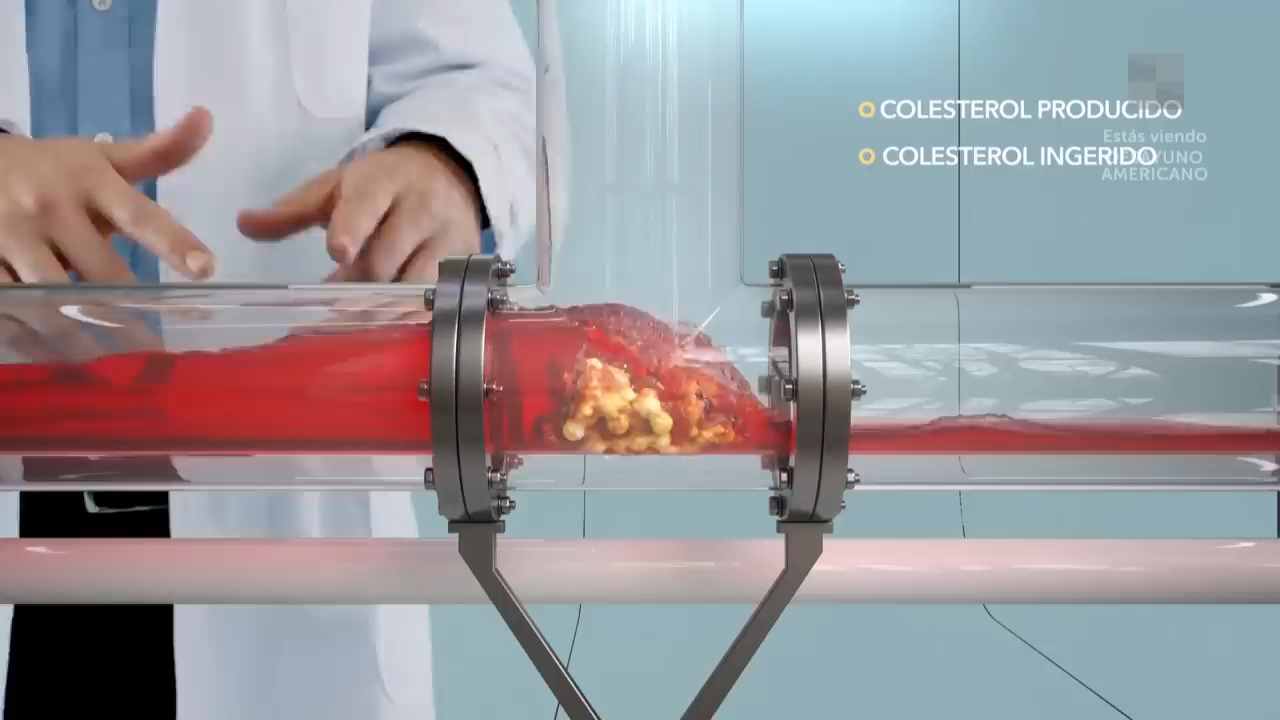 COLESTEROL PRODUCIDO
COLESTEROL INGERIDO
Estás viendo
AMERICANO